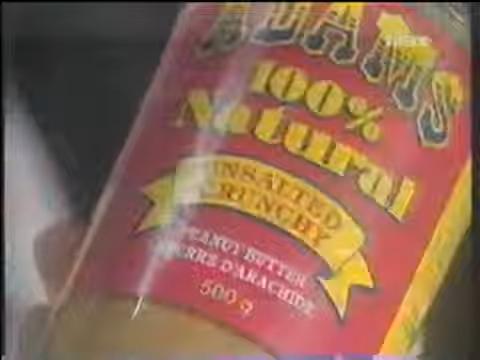 ADAMS
100%
Natural
UNSALTED
CRUNCHY
PEANUT BUTTER
BEURRE D'ARACHIDE
500 g